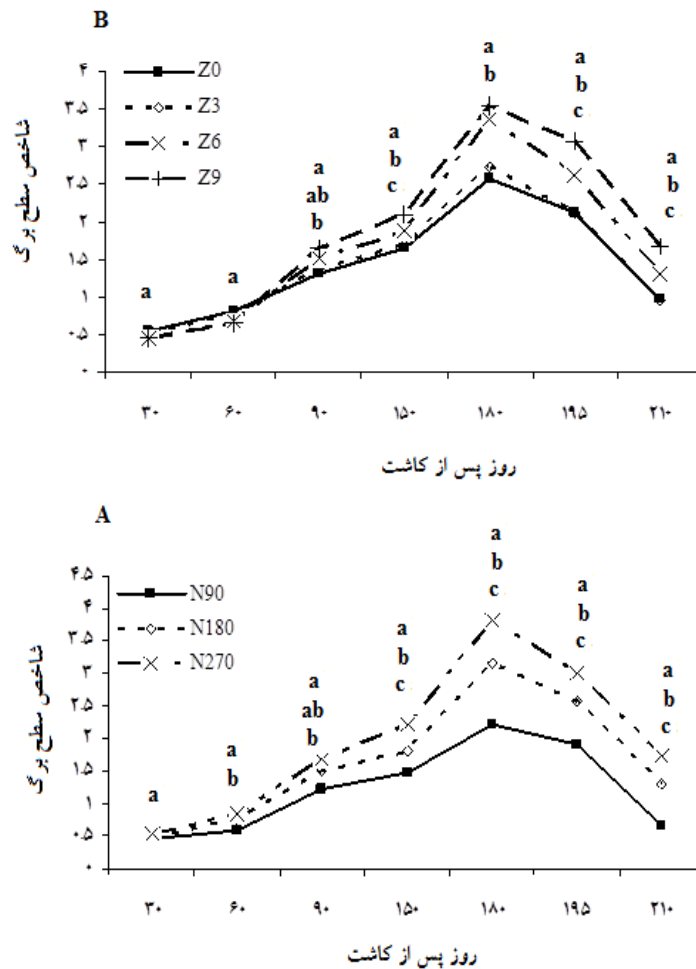 B
a
a
a
b
a
b
a
b
c
a
ab
b
a
b
c
a
b
c
a
a
۴
۳.۵
۳
۲.۵
۲
۱.۵
۱
۰.۵
۰
Z0
Z3
Z6
Z9
شاخص سطح برگ
۳۰ ۶۰ ۹۰ ۱۵۰ ۱۸۰ ۱۹۵ ۲۱۰
روز پس از کاشت
A
a
b
c
a
b
c
a
b
c
a
b
c
a
ab
b
a
b
a
۴.۵
۴
۳.۵
۳
۲.۵
۲
۱.۵
۱
۰.۵
۰
N90
N180
N270
شاخص سطح برگ
۳۰ ۶۰ ۹۰ ۱۵۰ ۱۸۰ ۱۹۵ ۲۱۰
روز پس از کاشت